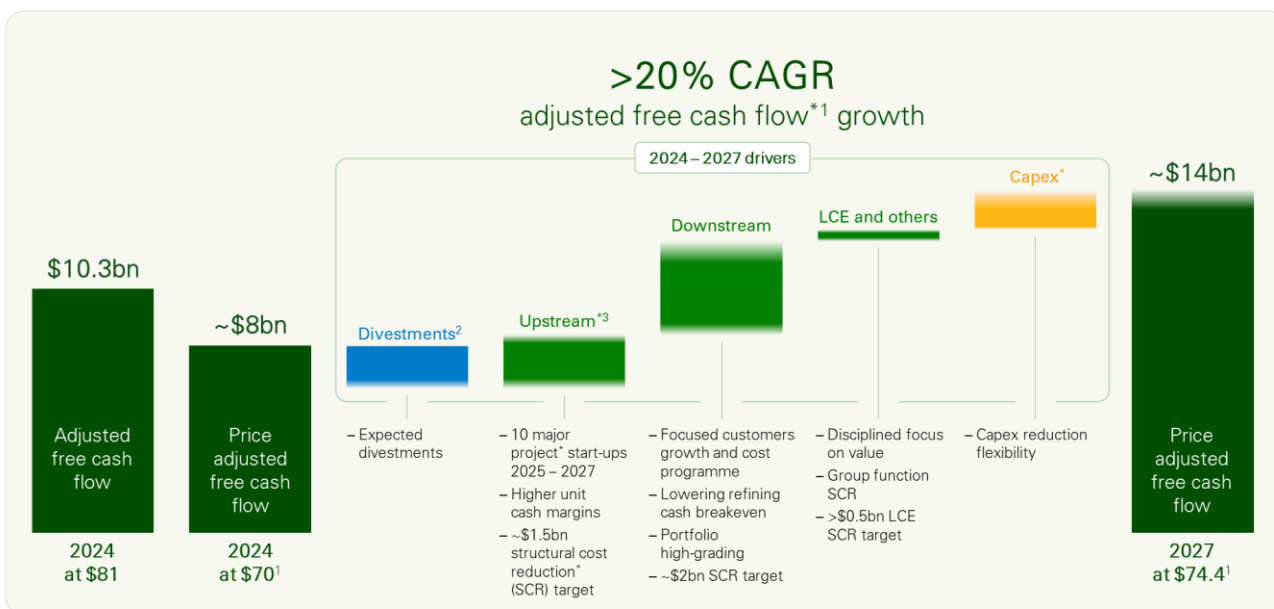 >20% CAGR
adjusted free cash flow*1 growth
2024 – 2027 drivers
$10.3bn
Adjusted
free cash
flow
2024
at $81
~$8bn
Price
adjusted
free cash
flow
2024
at $70¹
Divestments²
– Expected
divestments
Upstream*³
– 10 major
project* start-ups
2025 – 2027
– Higher unit
cash margins
– ~$1.5bn
structural cost
reduction*
(SCR) target
Downstream
– Focused customers
growth and cost
programme
– Lowering refining
cash breakeven
– Portfolio
high-grading
– ~$2bn SCR target
LCE and others
– Disciplined focus
on value
– Group function
SCR
– >$0.5bn LCE
SCR target
Capex*
– Capex reduction
flexibility
~$14bn
Price
adjusted
free cash
flow
2027
at $74.4¹